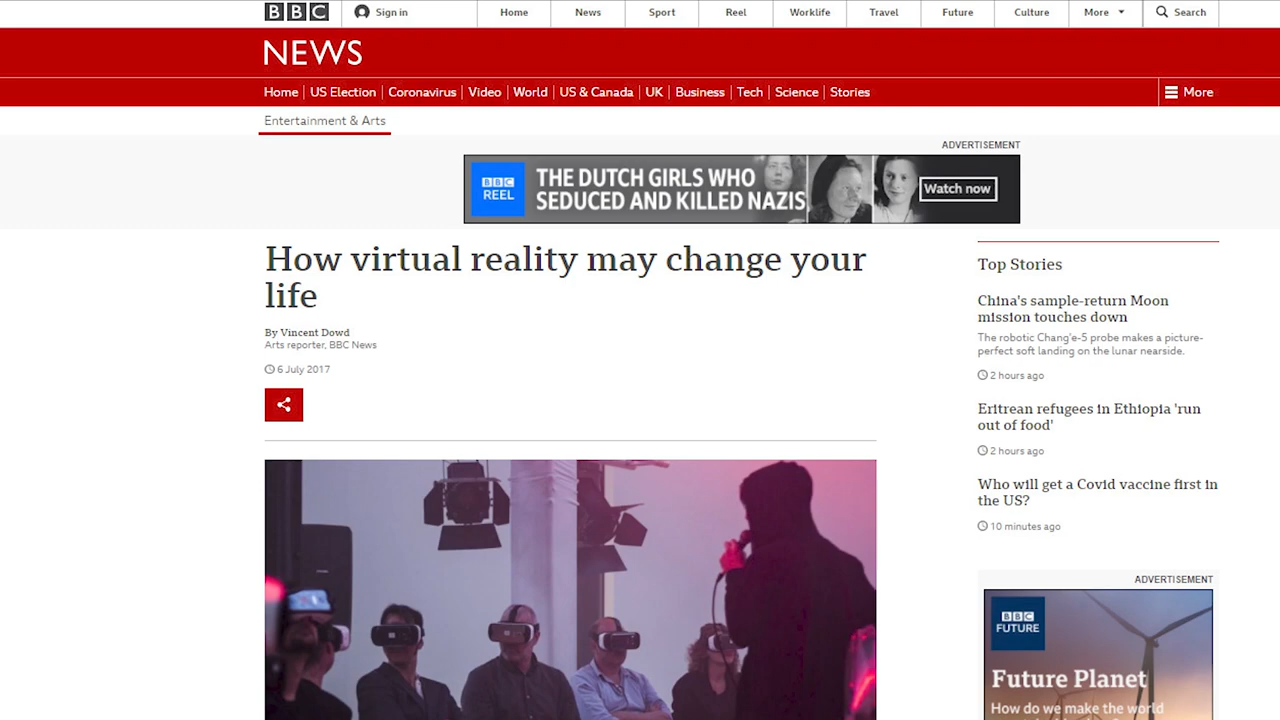 BBC Sign in Home News Sport Reel Worklife Travel Future Culture More Search
NEWS
Home US Election Coronavirus Video World US & Canada UK Business Tech Science Stories More
Entertainment & Arts
ADVERTISEMENT
BBC
REEL
THE DUTCH GIRLS WHO
SEDUCED AND KILLED NAZIS
Watch now
How virtual reality may change your
life
By Vincent Dowd
Arts reporter, BBC News
6 July 2017
Top Stories
China's sample-return Moon
mission touches down
The robotic Chang'e-5 probe makes a picture-
perfect soft landing on the lunar nearside.
2 hours ago
Eritrean refugees in Ethiopia 'run
out of food'
2 hours ago
Who will get a Covid vaccine first in
the US?
10 minutes ago
ADVERTISEMENT
BBC
FUTURE
Future Planet
How do we make the world